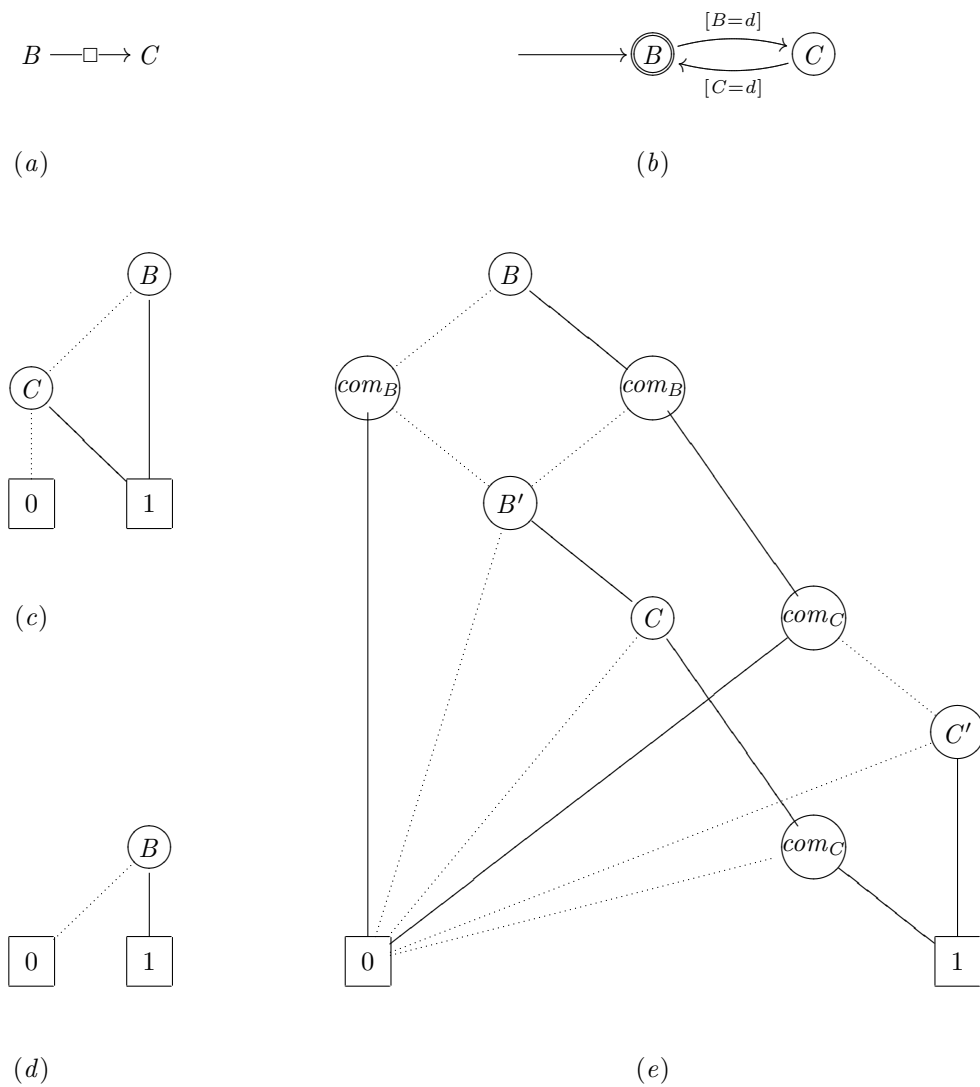 B C
[B=d]
B C
[C=d]
(a) (b)
B B
C com_B com_B
0 1 B′
(c) C com_C
C′
B com_C
0 1 0 1
(d) (e)